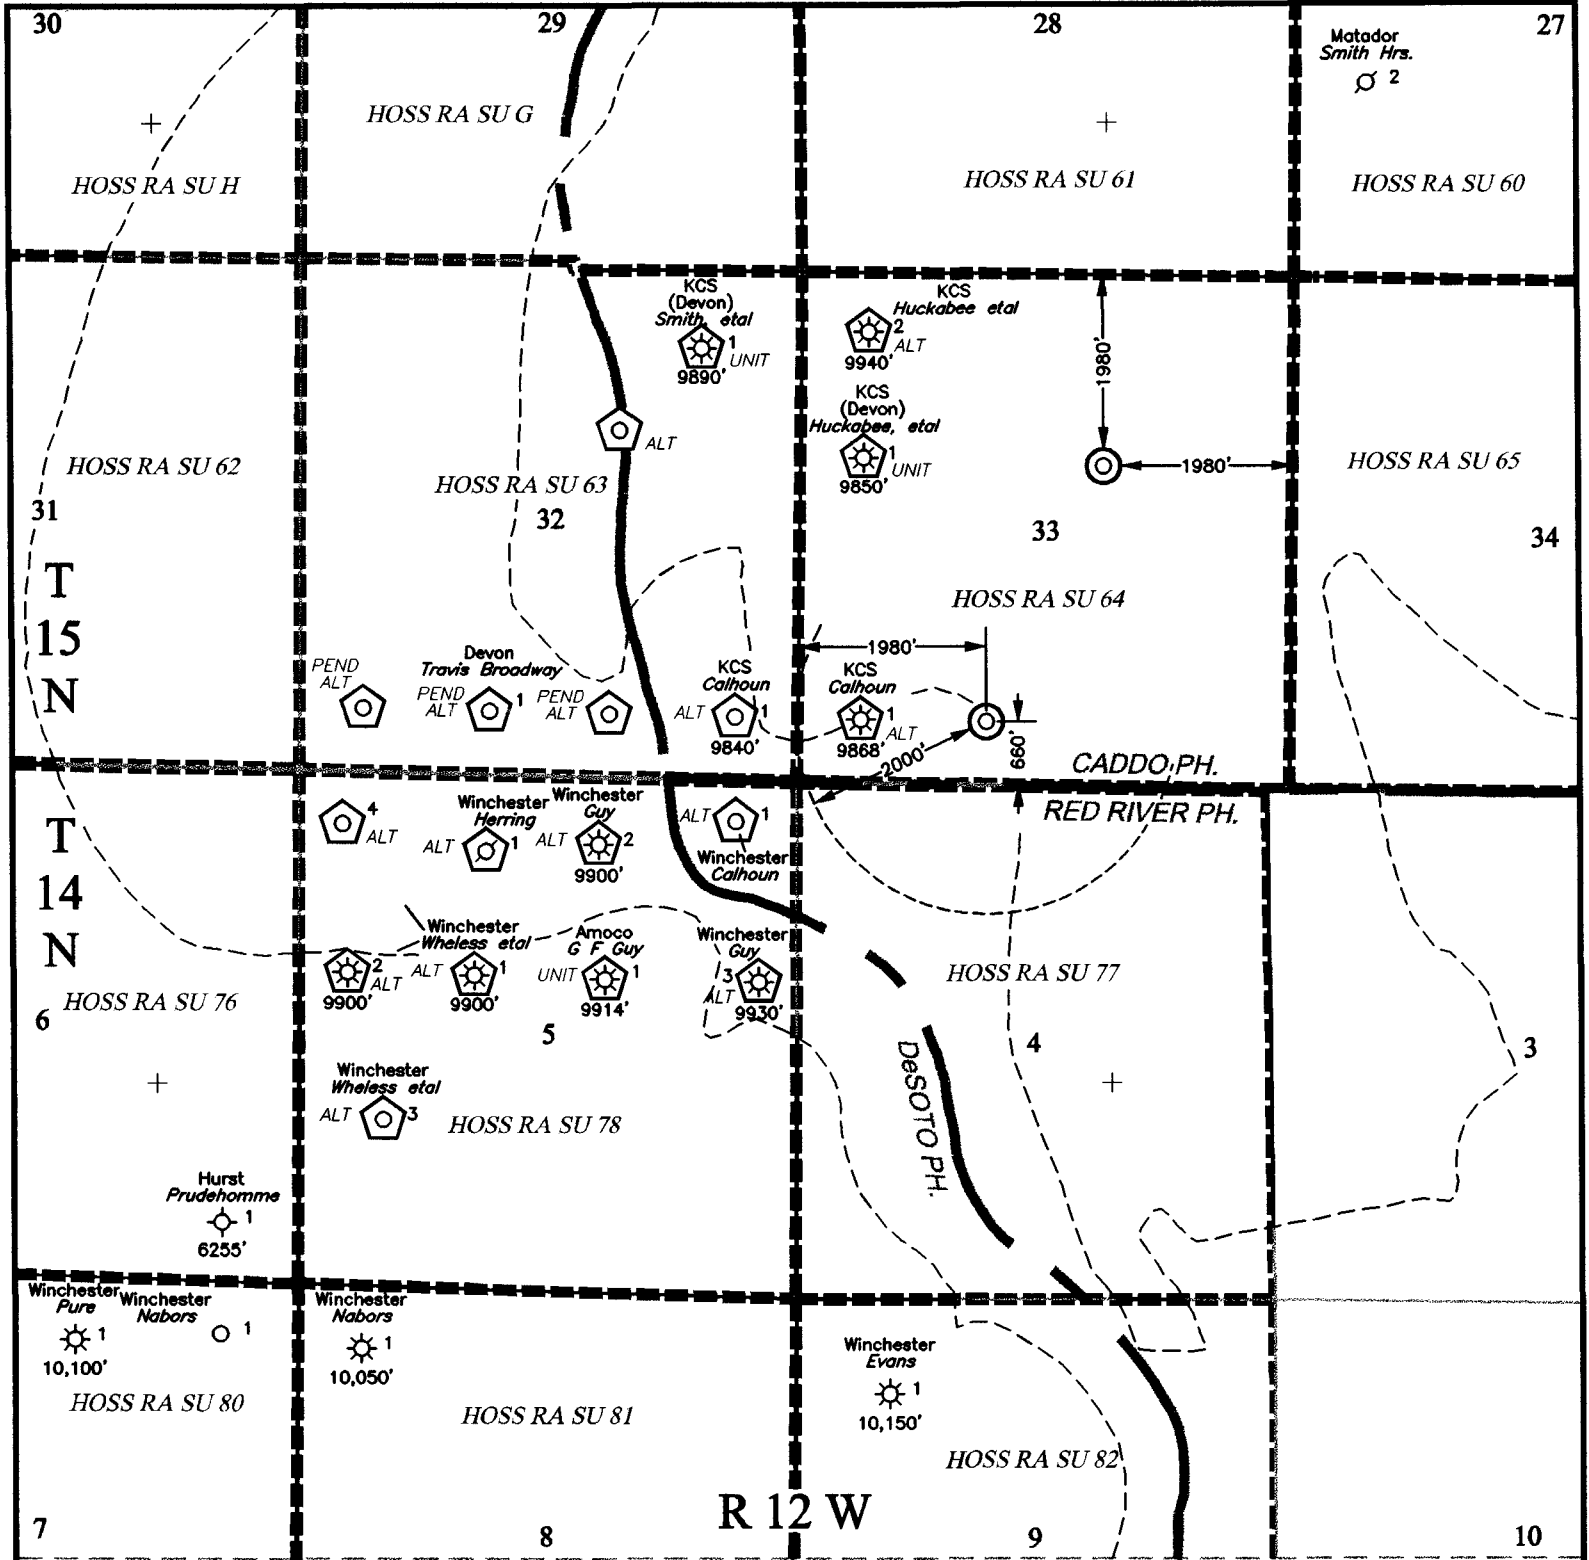 30
29
28
27
Matador
Smith Hrs.
2
HOSS RA SU G
HOSS RA SU H
HOSS RA SU 61
HOSS RA SU 60
KCS
(Devon)
Smith, etal
1
UNIT
9890'
KCS
Huckabee etal
2
ALT
9940'
1980'
KCS
(Devon)
Huckabee, etal
1
UNIT
9850'
1980'
ALT
HOSS RA SU 62
HOSS RA SU 63
HOSS RA SU 65
31
32
33
34
T
15
N
HOSS RA SU 64
1980'
PEND
ALT
Devon
Travis Broadway
PEND
ALT
1
PEND
ALT
KCS
Calhoun
ALT
1
9840'
KCS
Calhoun
1
ALT
9868'
660'
2000'
CADDO PH.
RED RIVER PH.
T
14
N
4
ALT
Winchester
Herring
ALT
1
Winchester
Guy
ALT
2
9900'
ALT
1
Winchester
Calhoun
2
ALT
9900'
Winchester
Wheless etal
ALT
1
9900'
Amoco
G F Guy
UNIT
1
9914'
Winchester
Guy
3
ALT
9930'
HOSS RA SU 77
HOSS RA SU 76
6
5
4
3
DeSOTO PH.
Winchester
Wheless etal
ALT
3
HOSS RA SU 78
Hurst
Prudehomme
1
6255'
Winchester
Pure
1
10,100'
Winchester
Nabors
1
Winchester
Nabors
1
10,050'
Winchester
Evans
1
10,150'
HOSS RA SU 80
HOSS RA SU 81
HOSS RA SU 82
R 12 W
7
8
9
10